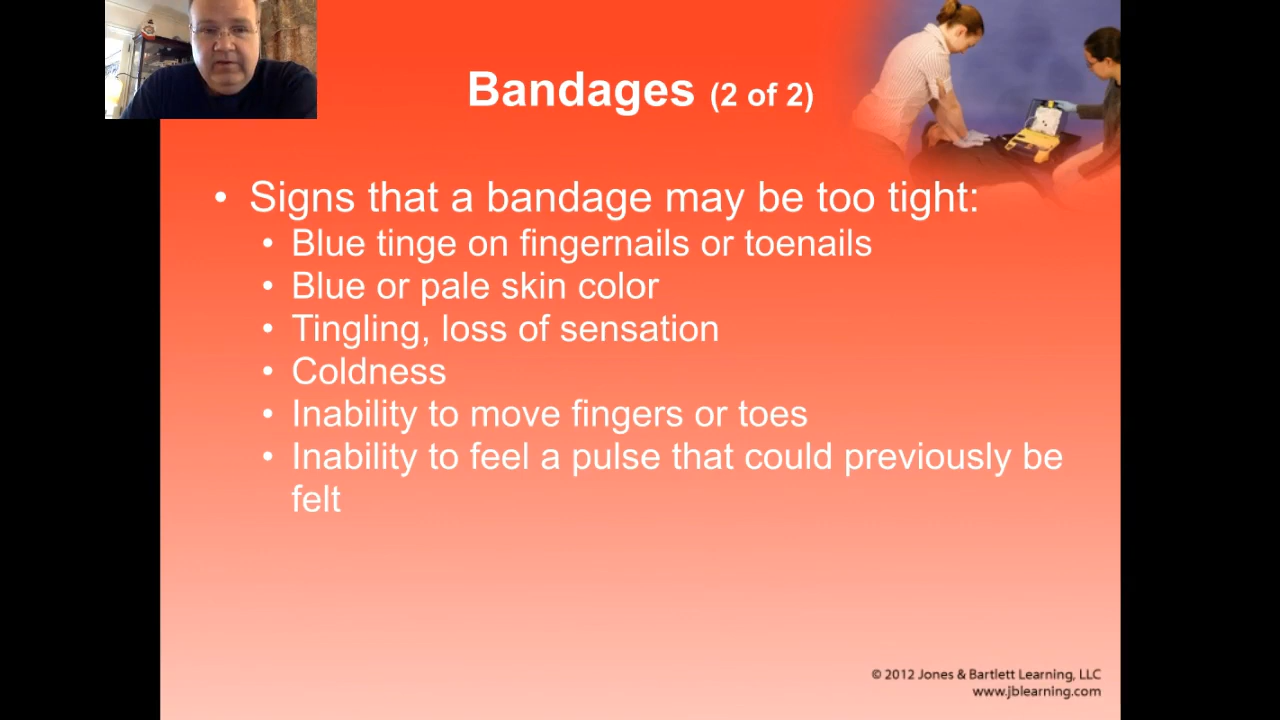 Bandages (2 of 2)
• Signs that a bandage may be too tight:
• Blue tinge on fingernails or toenails
• Blue or pale skin color
• Tingling, loss of sensation
• Coldness
• Inability to move fingers or toes
• Inability to feel a pulse that could previously be
felt
© 2012 Jones & Bartlett Learning, LLC
www.jblearning.com